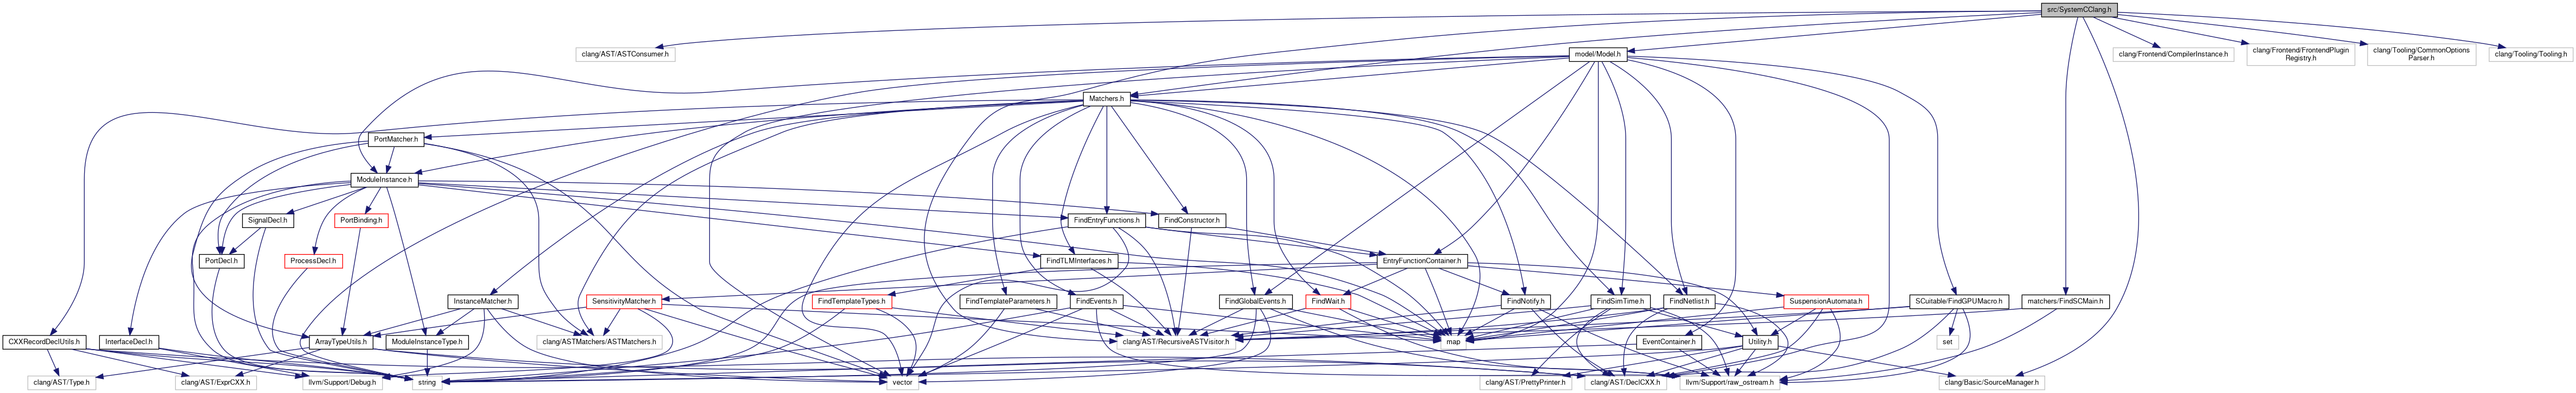 src/SystemCClang.h
clang/AST/ASTConsumer.h
model/Model.h
clang/Frontend/CompilerInstance.h
clang/Frontend/FrontendPlugin
Registry.h
clang/Tooling/CommonOptions
Parser.h
clang/Tooling/Tooling.h
Matchers.h
PortMatcher.h
ModuleInstance.h
SignalDecl.h
PortBinding.h
FindEntryFunctions.h
FindConstructor.h
PortDecl.h
ProcessDecl.h
FindTLMInterfaces.h
EntryFunctionContainer.h
InstanceMatcher.h
SensitivityMatcher.h
FindTemplateTypes.h
FindTemplateParameters.h
FindEvents.h
FindGlobalEvents.h
FindWait.h
FindNotify.h
FindSimTime.h
FindNetlist.h
SuspensionAutomata.h
SCuitable/FindGPUMacro.h
matchers/FindSCMain.h
CXXRecordDeclUtils.h
InterfaceDecl.h
ArrayTypeUtils.h
ModuleInstanceType.h
clang/ASTMatchers/ASTMatchers.h
clang/AST/RecursiveASTVisitor.h
map
EventContainer.h
Utility.h
set
clang/AST/Type.h
clang/AST/ExprCXX.h
llvm/Support/Debug.h
string
vector
clang/AST/PrettyPrinter.h
clang/AST/DeclCXX.h
llvm/Support/raw_ostream.h
clang/Basic/SourceManager.h